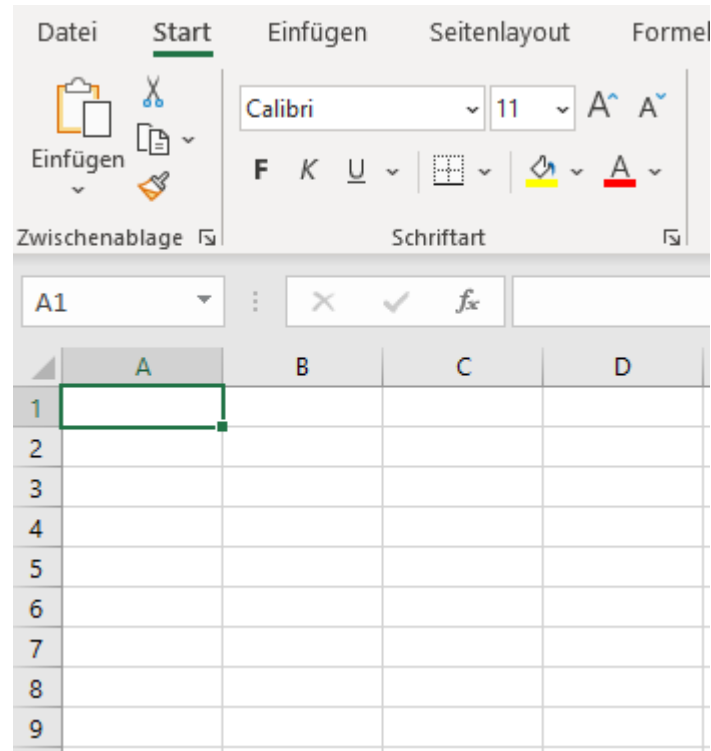 Datei Start Einfügen Seitenlayout Formel
Calibri 11 A A
Einfügen F K U A
Zwischenablage Schriftart
A1 fx
A B C D
1
2
3
4
5
6
7
8
9